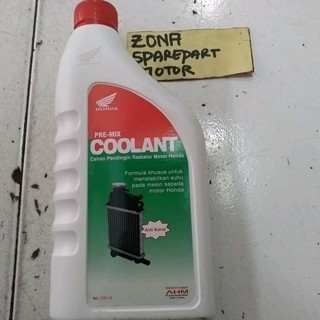 ZONA
SPAREPART
MOTOR
HONDA
PRE-MIX
COOLANT
Cairan Pendingin Radiator Motor Honda
Formula khusus untuk
menstabilkan suhu
pada mesin sepeda
motor Honda
Anti Karat
AHM